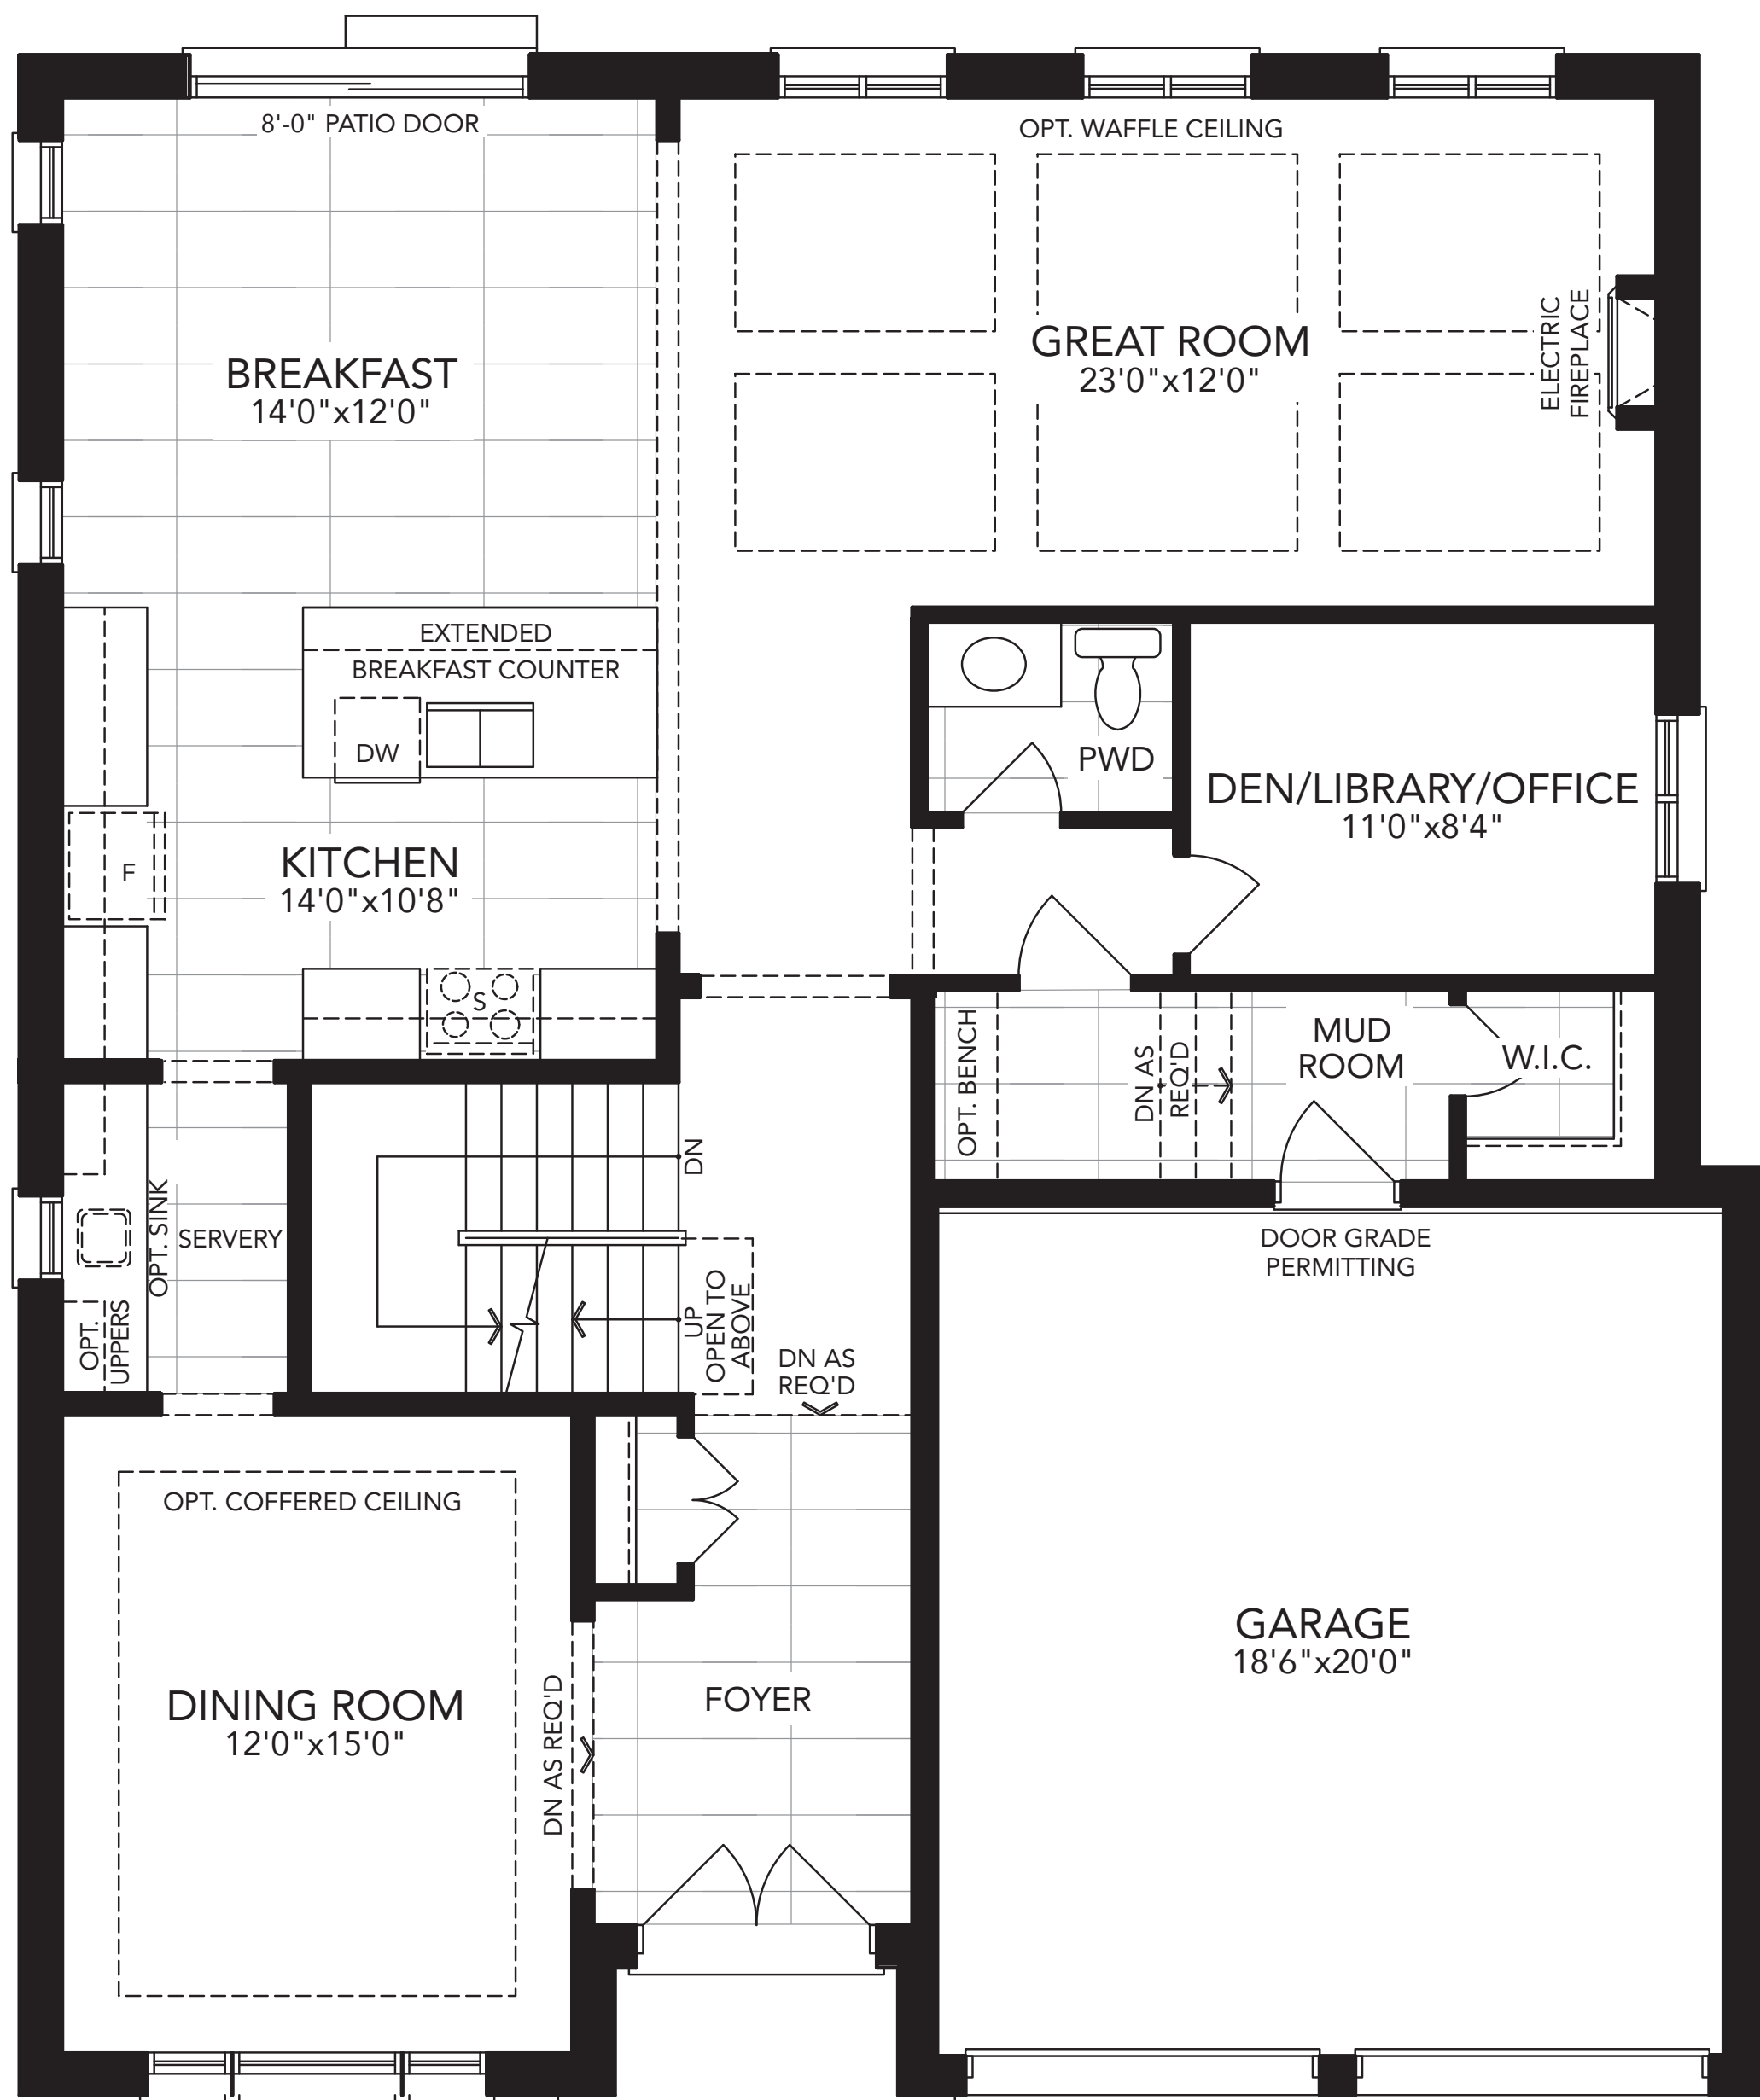 8'-0" PATIO DOOR
OPT. WAFFLE CEILING
BREAKFAST
14'0"x12'0"
GREAT ROOM
23'0"x12'0"
ELECTRIC
FIREPLACE
EXTENDED
BREAKFAST COUNTER
DW
PWD
DEN/LIBRARY/OFFICE
11'0"x8'4"
F
KITCHEN
14'0"x10'8"
S
OPT. BENCH
DN AS
REQ'D
MUD
ROOM
W.I.C.
DN
OPT. SINK
SERVERY
OPT.
UPPERS
UP
OPEN TO
ABOVE
DN AS
REQ'D
DOOR GRADE
PERMITTING
OPT. COFFERED CEILING
DINING ROOM
12'0"x15'0"
DN AS REQ'D
FOYER
GARAGE
18'6"x20'0"